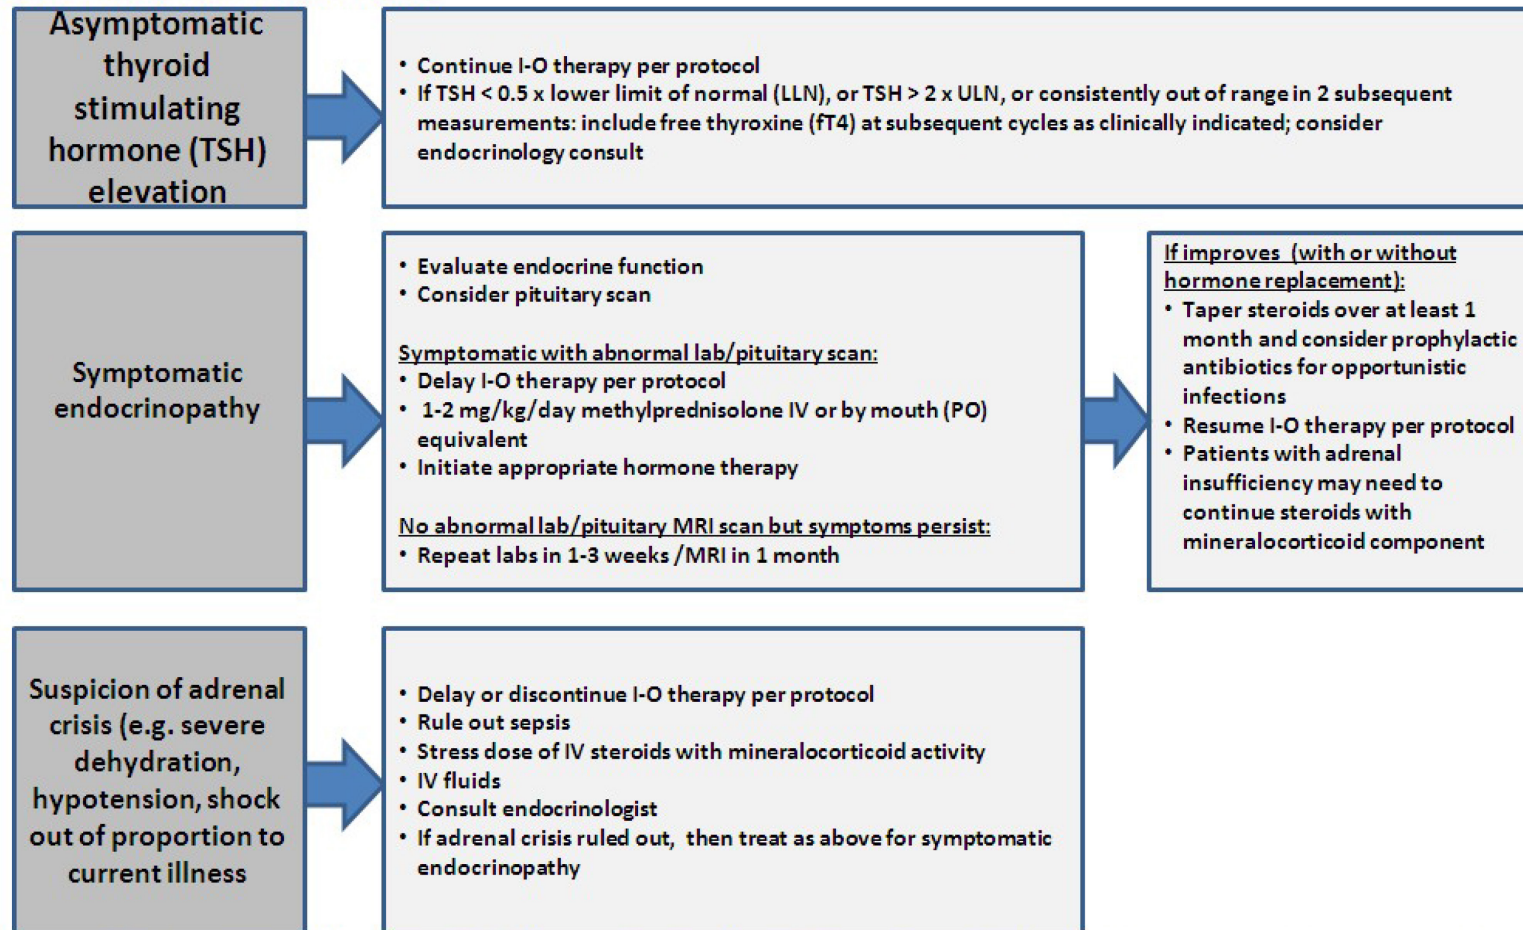 Asymptomatic
thyroid
stimulating
hormone (TSH)
elevation
• Continue I-O therapy per protocol
• If TSH < 0.5 x lower limit of normal (LLN), or TSH > 2 x ULN, or consistently out of range in 2 subsequent
measurements: include free thyroxine (fT4) at subsequent cycles as clinically indicated; consider
endocrinology consult
Symptomatic
endocrinopathy
• Evaluate endocrine function
• Consider pituitary scan
Symptomatic with abnormal lab/pituitary scan:
• Delay I-O therapy per protocol
• 1-2 mg/kg/day methylprednisolone IV or by mouth (PO)
equivalent
• Initiate appropriate hormone therapy
No abnormal lab/pituitary MRI scan but symptoms persist:
• Repeat labs in 1-3 weeks /MRI in 1 month
If improves (with or without
hormone replacement):
• Taper steroids over at least 1
month and consider prophylactic
antibiotics for opportunistic
infections
• Resume I-O therapy per protocol
• Patients with adrenal
insufficiency may need to
continue steroids with
mineralocorticoid component
Suspicion of adrenal
crisis (e.g. severe
dehydration,
hypotension, shock
out of proportion to
current illness
• Delay or discontinue I-O therapy per protocol
• Rule out sepsis
• Stress dose of IV steroids with mineralocorticoid activity
• IV fluids
• Consult endocrinologist
• If adrenal crisis ruled out, then treat as above for symptomatic
endocrinopathy